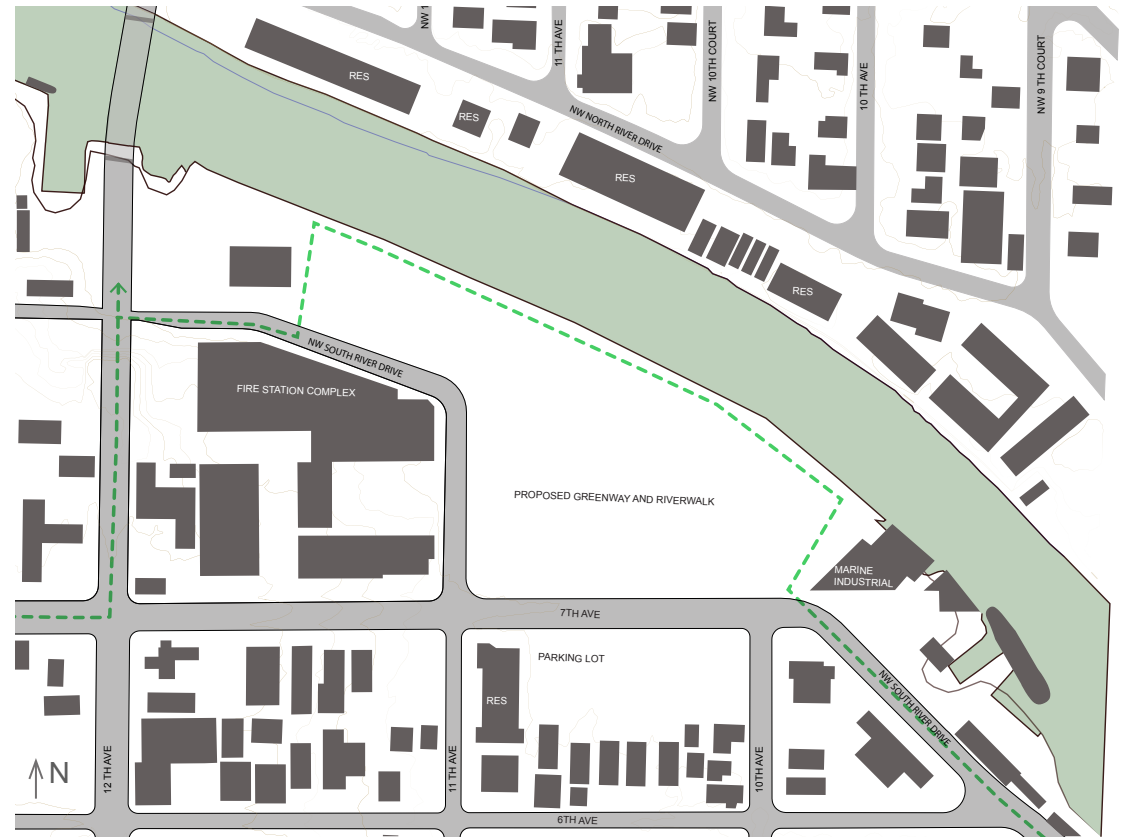 NW 1
11 TH AVE
NW 10TH COURT
10 TH AVE
NW 9 TH COURT
RES
RES
NW NORTH RIVER DRIVE
RES
RES
NW SOUTH RIVER DRIVE
FIRE STATION COMPLEX
PROPOSED GREENWAY AND RIVERWALK
MARINE
INDUSTRIAL
7TH AVE
PARKING LOT
RES
NW SOUTH RIVER DRIVE
N
12 TH AVE
11 TH AVE
10TH AVE
6TH AVE